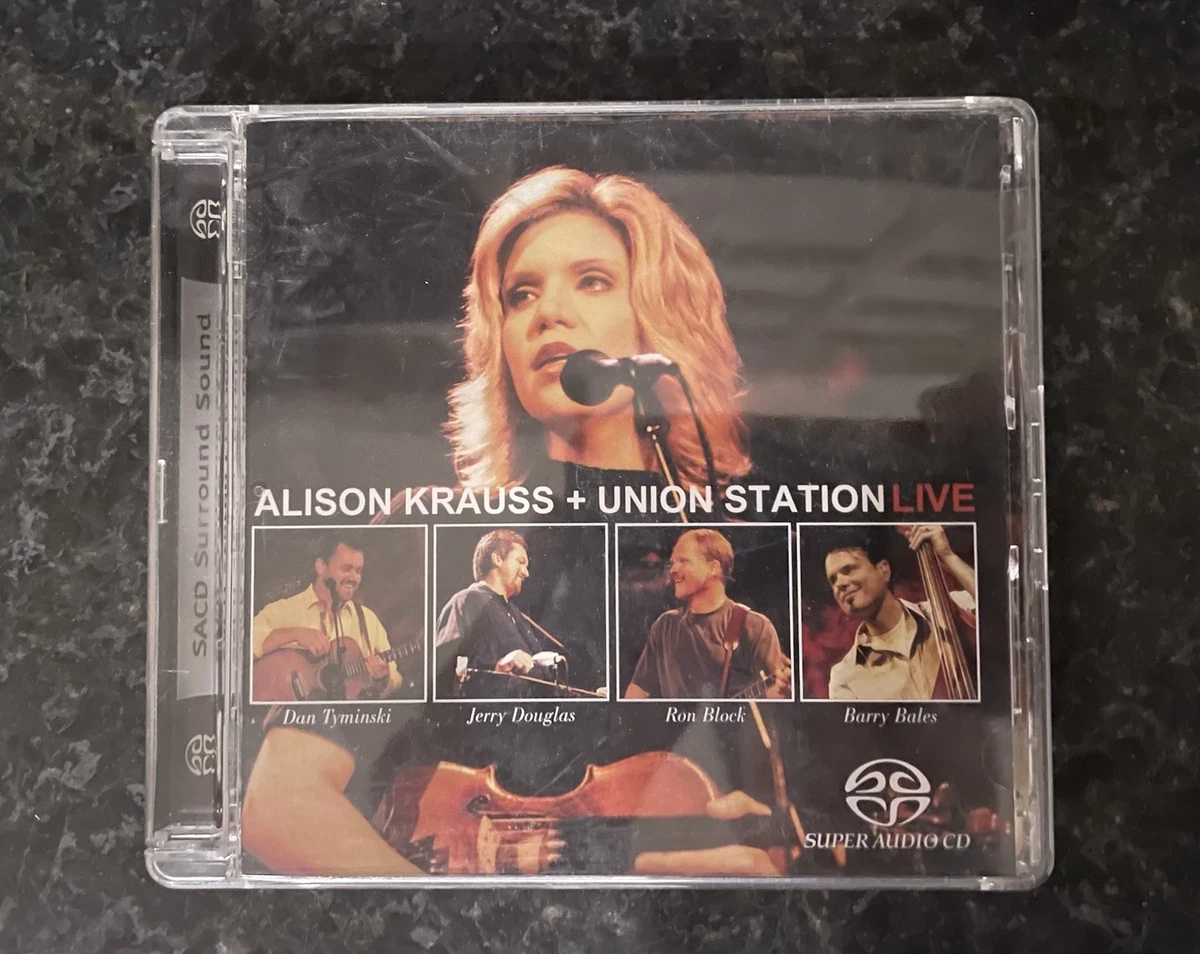 SACD Surround Sound
ALISON KRAUSS + UNION STATION LIVE
Dan Tyminski
Jerry Douglas
Ron Block
Barry Bales
SUPER AUDIO CD